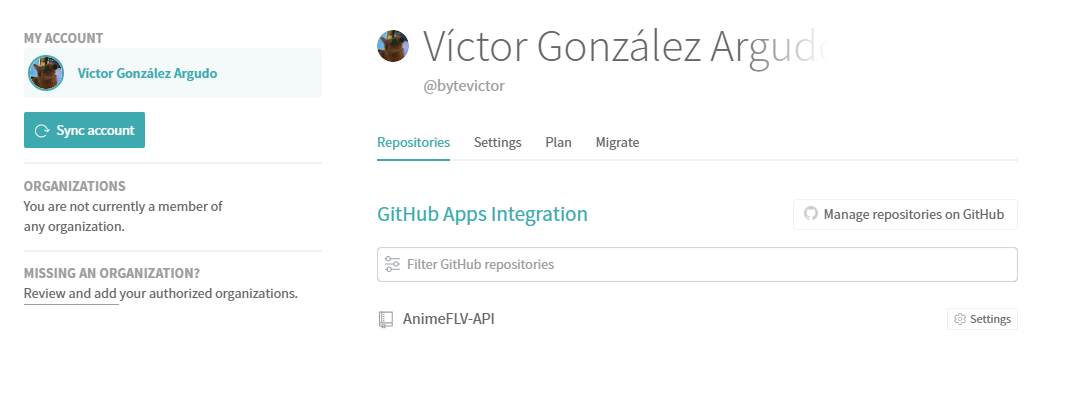 MY ACCOUNT
Víctor González Argudo
Sync account
ORGANIZATIONS
You are not currently a member of
any organization.
MISSING AN ORGANIZATION?
Review and add your authorized organizations.
Víctor González Argudo
@bytevictor
Repositories Settings Plan Migrate
GitHub Apps Integration
Manage repositories on GitHub
Filter GitHub repositories
AnimeFLV-API
Settings